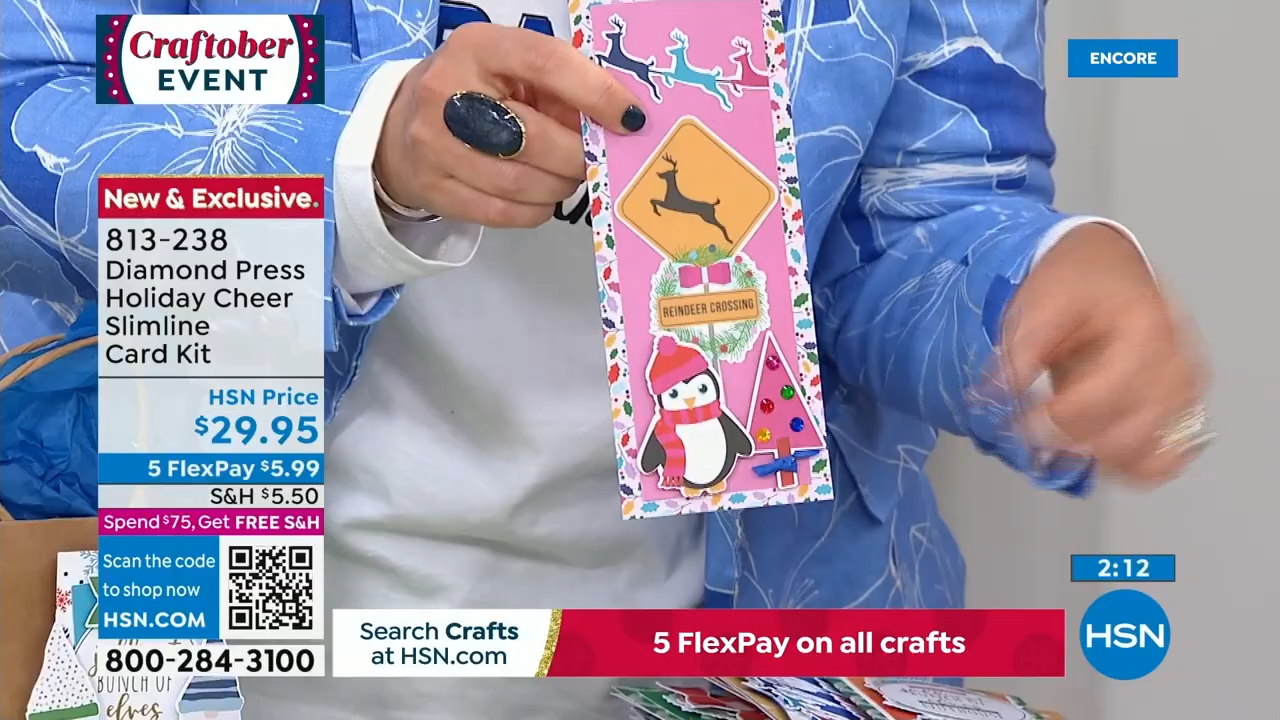 Craftober
EVENT
ENCORE
New & Exclusive.
813-238
Diamond Press
Holiday Cheer
Slimline
Card Kit
HSN Price
$29.95
5 FlexPay $5.99
S&H $5.50
Spend $75, Get FREE S&H
Scan the code
to shop now
HSN.COM
800-284-3100
REINDEER CROSSING
BUNCH OF
elves
Search Crafts
at HSN.com
5 FlexPay on all crafts
2:12
HSN